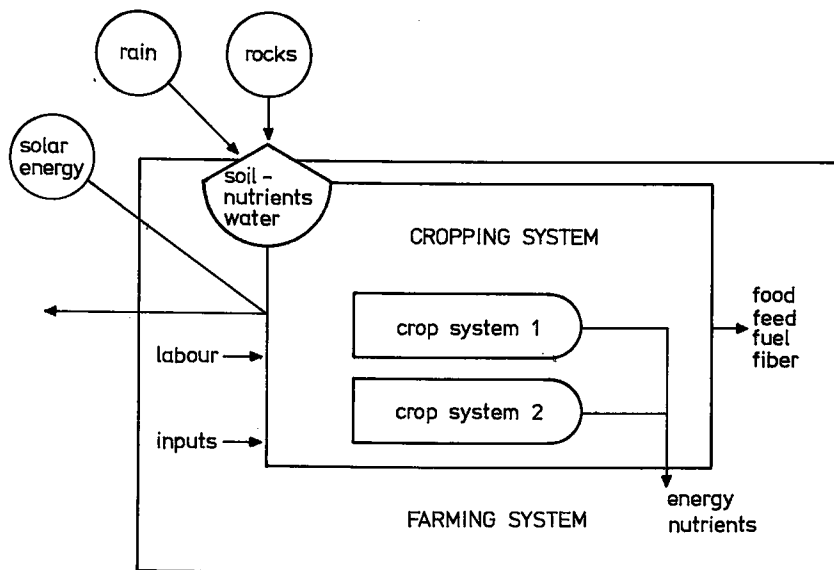 rain
rocks
solar
energy
soil-
nutrients
water
CROPPING SYSTEM
crop system 1
food
feed
fuel
fiber
labour
crop system 2
inputs
energy
nutrients
FARMING SYSTEM